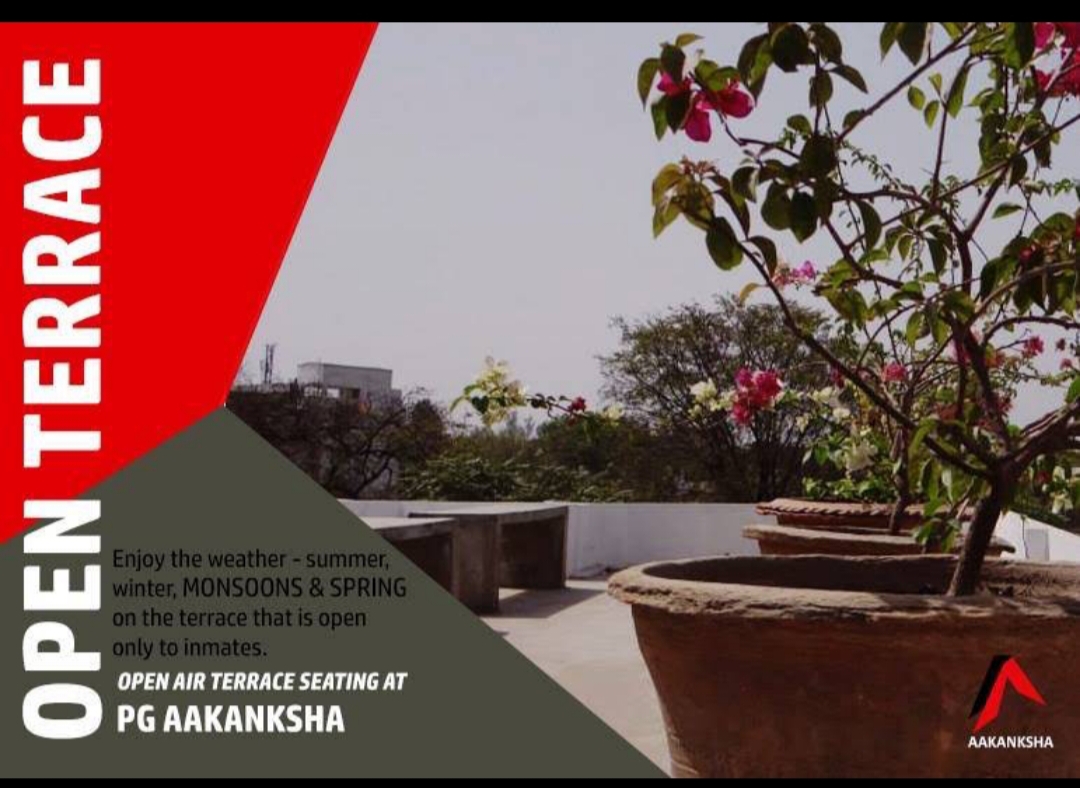 OPEN TERRACE
Enjoy the weather - summer,
winter, MONSOONS & SPRING
on the terrace that is open
only to inmates.
OPEN AIR TERRACE SEATING AT
PG AAKANKSHA
AAKANKSHA